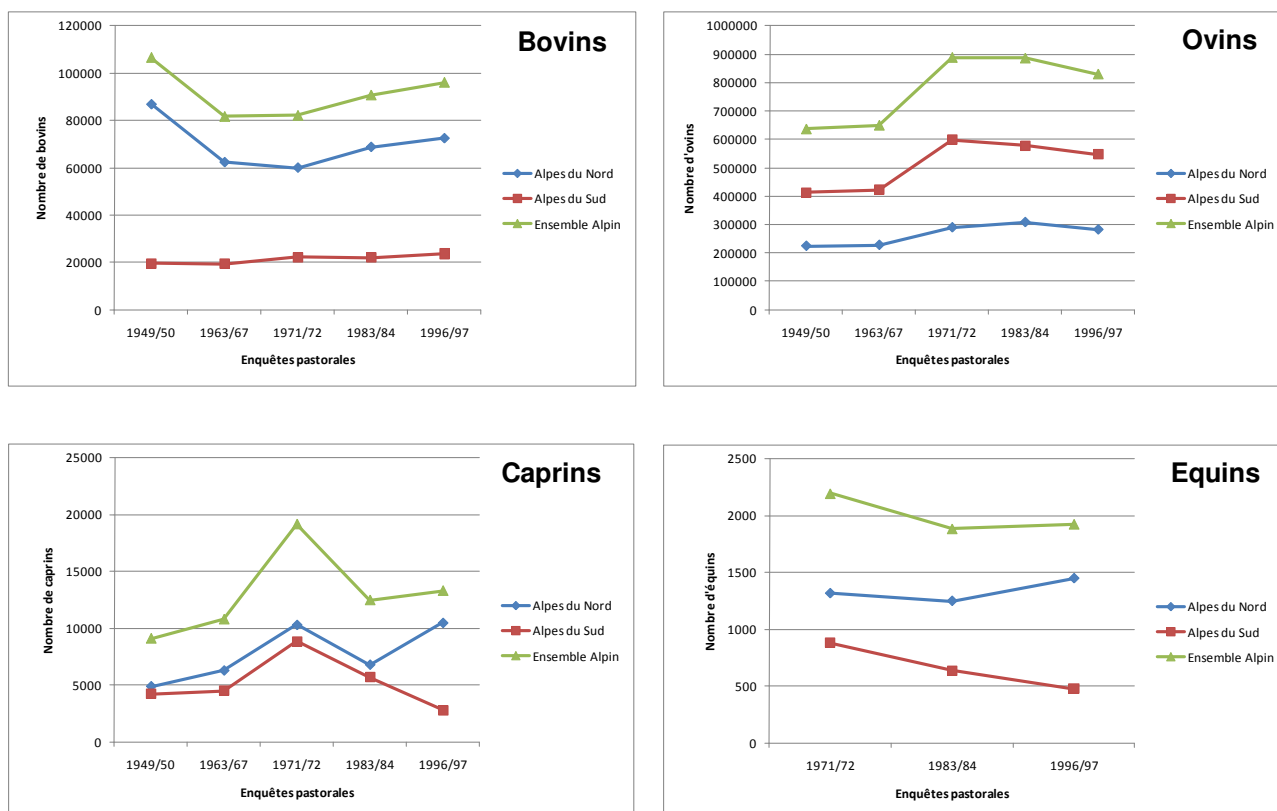 Bovins
Nombre de bovins
120000
100000
80000
60000
40000
20000
0
1949/50 1963/67 1971/72 1983/84 1996/97
Enquêtes pastorales
Alpes du Nord
Alpes du Sud
Ensemble Alpin
Ovins
Nombre d'ovins
1000000
900000
800000
700000
600000
500000
400000
300000
200000
100000
0
1949/50 1963/67 1971/72 1983/84 1996/97
Enquêtes pastorales
Alpes du Nord
Alpes du Sud
Ensemble Alpin
Caprins
Nombre de caprins
25000
20000
15000
10000
5000
0
1949/50 1963/67 1971/72 1983/84 1996/97
Enquêtes pastorales
Alpes du Nord
Alpes du Sud
Ensemble Alpin
Equins
Nombre d'équins
2500
2000
1500
1000
500
0
1971/72 1983/84 1996/97
Enquêtes pastorales
Alpes du Nord
Alpes du Sud
Ensemble Alpin